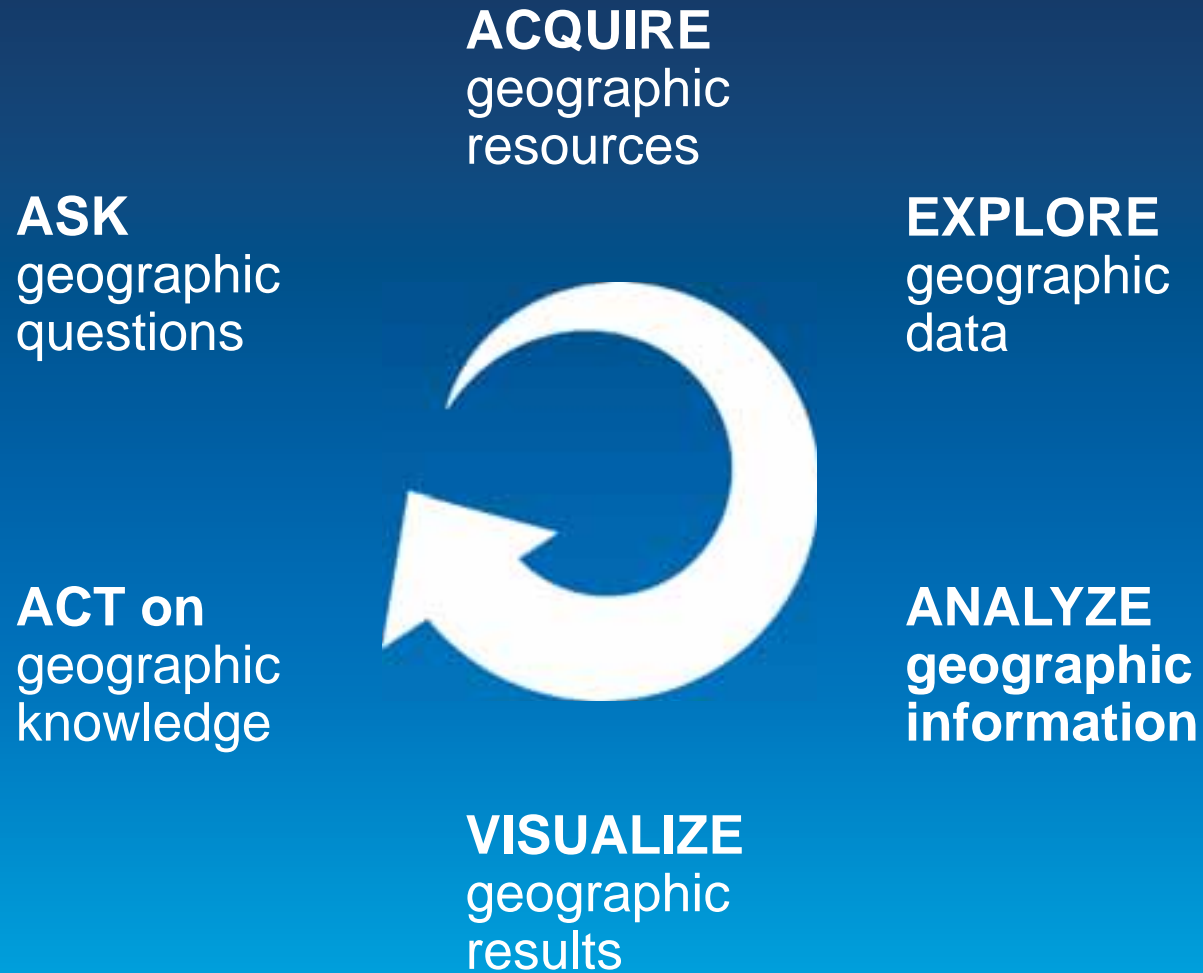 ACQUIRE
geographic
resources
ASK
geographic
questions
EXPLORE
geographic
data
ACT on
geographic
knowledge
ANALYZE
geographic
information
VISUALIZE
geographic
results